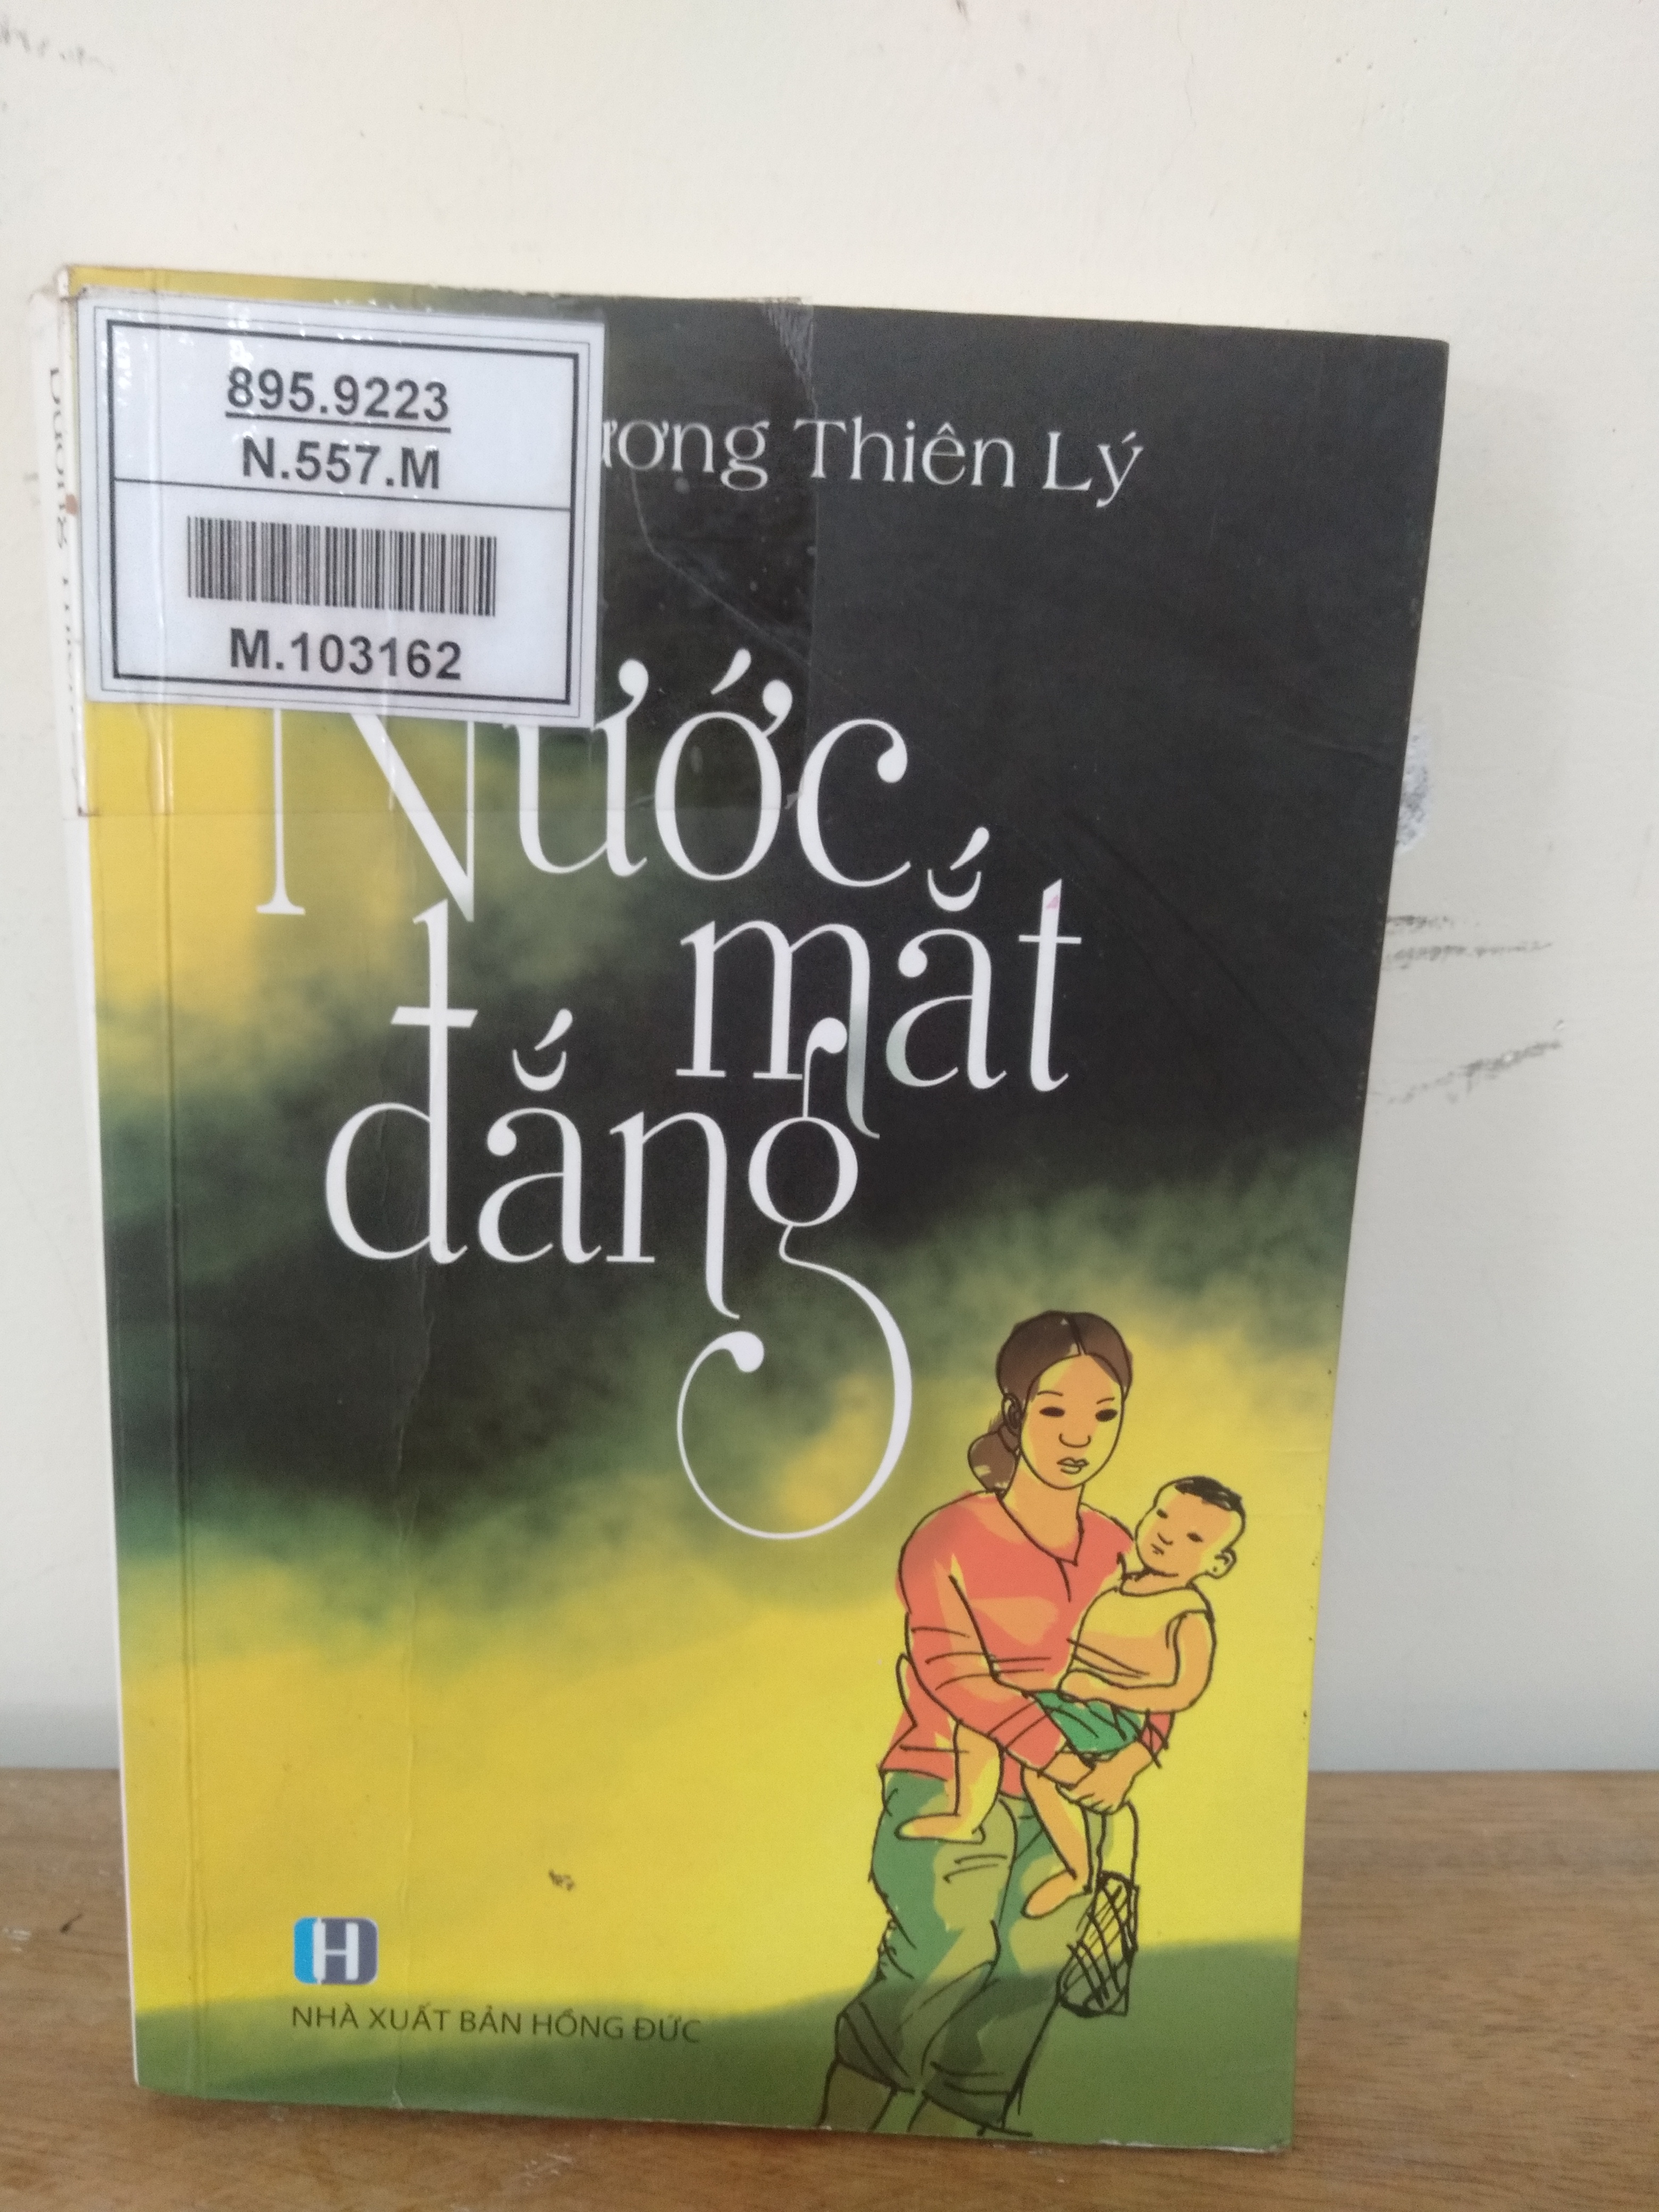 895.9223
N.557.M
M.103162
ương Thiên Lý
Nước
mắt
đắng
H
NHÀ XUẤT BẢN HỒNG ĐỨC